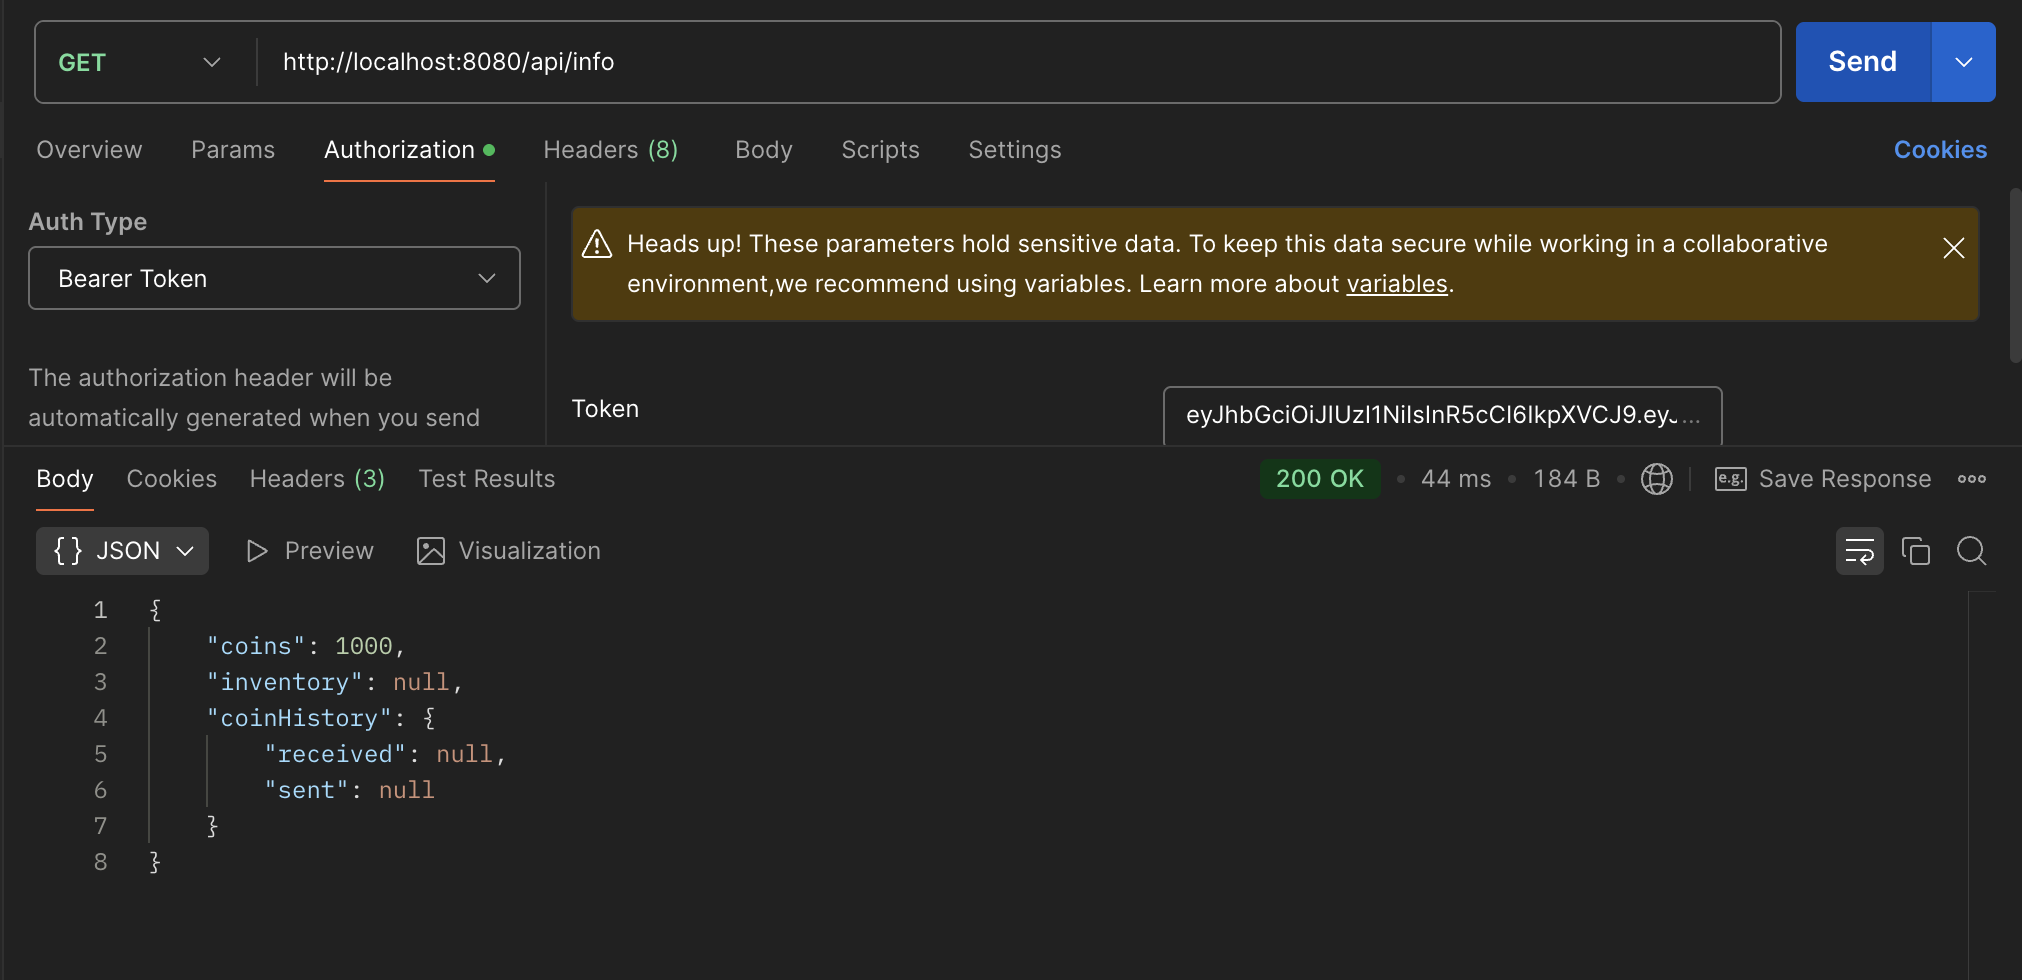 GET http://localhost:8080/api/info Send
Overview Params Authorization Headers (8) Body Scripts Settings Cookies
Auth Type
Bearer Token
The authorization header will be
automatically generated when you send
Heads up! These parameters hold sensitive data. To keep this data secure while working in a collaborative
environment,we recommend using variables. Learn more about variables.
Token eyJhbGciOiJIUzI1NiIsInR5cCI6IkpXVCJ9.eyJ...
Body Cookies Headers (3) Test Results 200 OK • 44 ms • 184 B • e.g. Save Response
{} JSON Preview Visualization
1 {
2 "coins": 1000,
3 "inventory": null,
4 "coinHistory": {
5 "received": null,
6 "sent": null
7 }
8 }